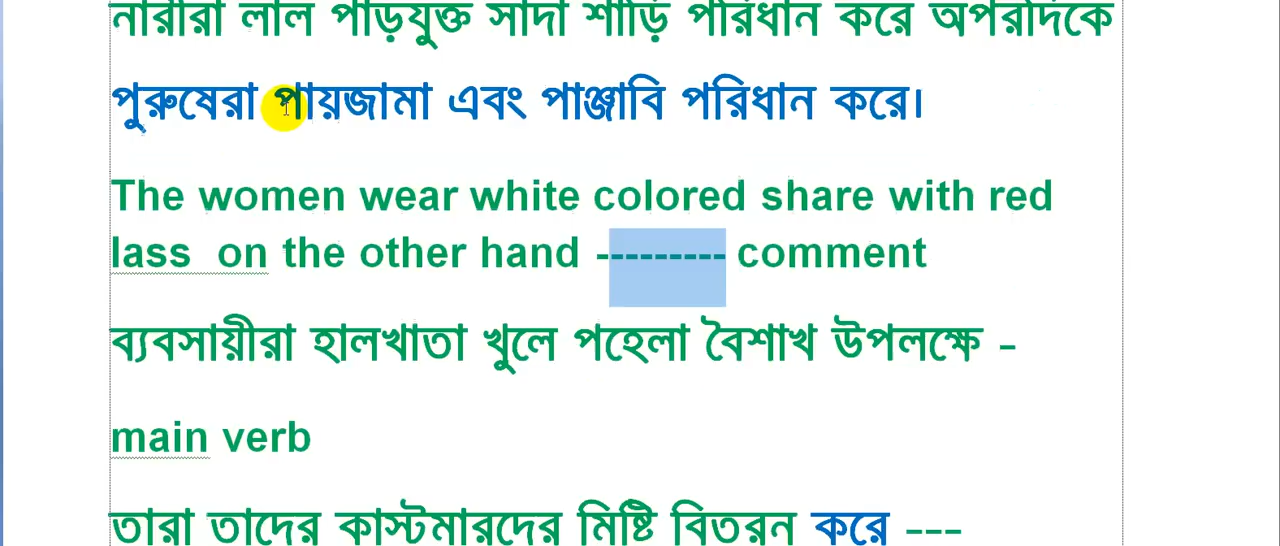 নারীরা লাল পাড়যুক্ত সাদা শাড়ি পরিধান করে অপরদিকে
পুরুষেরা পায়জামা এবং পাঞ্জাবি পরিধান করে।
The women wear white colored share with red
lass on the other hand ---------- comment
ব্যবসায়ীরা হালখাতা খুলে পহেলা বৈশাখ উপলক্ষে -
main verb
তারা তাদের কাস্টমারদের মিষ্টি বিতরন করে ---